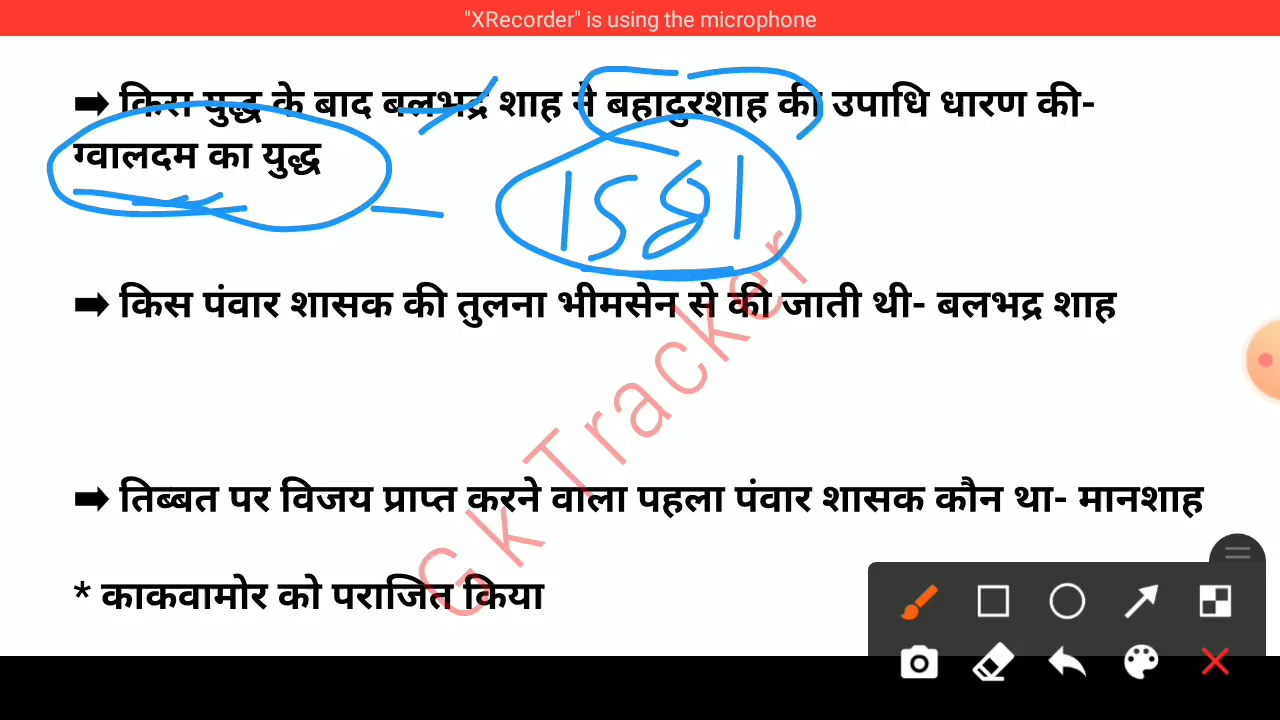 "XRecorder" is using the microphone
➡ किस युद्ध के बाद बलभद्र शाह ने बहादुरशाह की उपाधि धारण की-
ग्वालदम का युद्ध
1581
➡ किस पंवार शासक की तुलना भीमसेन से की जाती थी- बलभद्र शाह
➡ तिब्बत पर विजय प्राप्त करने वाला पहला पंवार शासक कौन था- मानशाह
* काकवामोर को पराजित किया
Gk Tracker